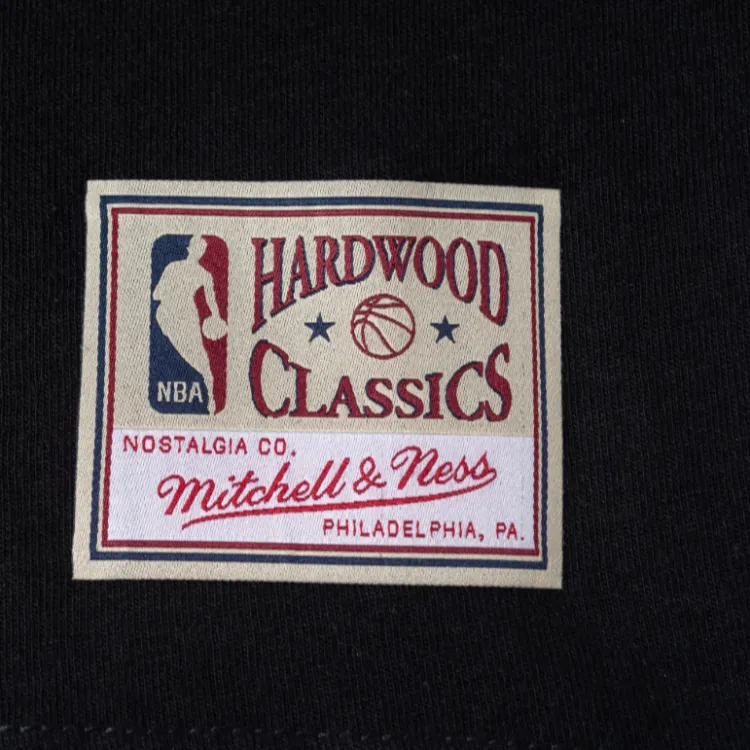 HARDWOOD
NBA
CLASSICS
NOSTALGIA CO.
Mitchell & Ness
PHILADELPHIA, PA.